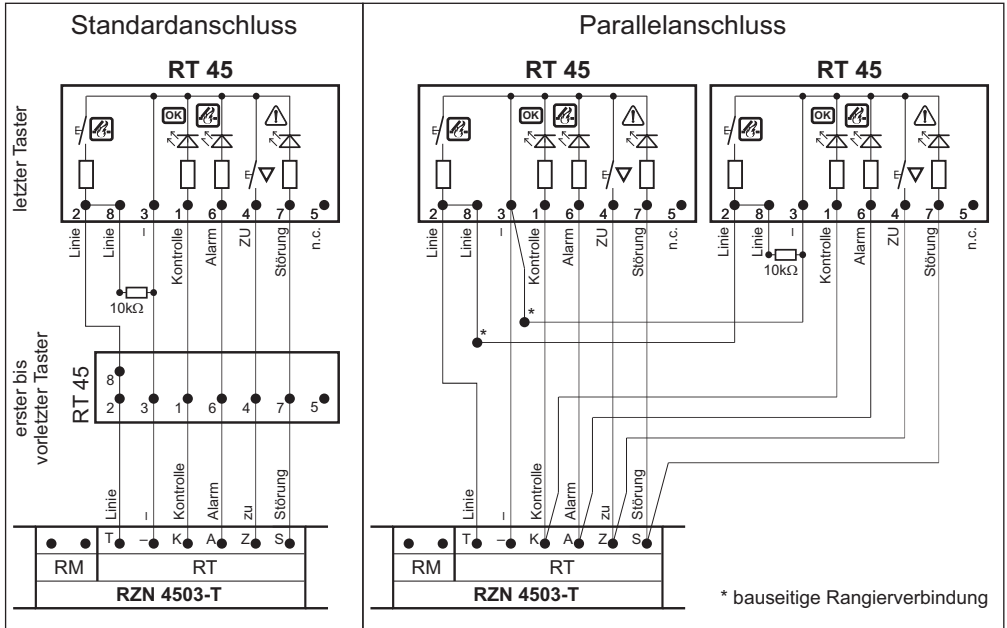 Standardanschluss
Parallelanschluss
letzter Taster
RT 45
OK
E
E
2 8 3 1 6 4 7 5
Linie
Linie
–
Kontrolle
Alarm
ZU
Störung
n.c.
10kΩ
erster bis
vorletzter Taster
RT 45
8
2 3 1 6 4 7 5
Linie
–
Kontrolle
Alarm
zu
Störung
T – K A Z S
RM RT
RZN 4503-T
RT 45
OK
E
E
2 8 3 1 6 4 7 5
Linie
Linie
–
Kontrolle
Alarm
ZU
Störung
n.c.
RT 45
OK
E
E
2 8 3 1 6 4 7 5
Linie
Linie
–
Kontrolle
Alarm
ZU
Störung
n.c.
10kΩ
*
*
Linie
–
Kontrolle
Alarm
zu
Störung
T – K A Z S
RM RT
RZN 4503-T
* bauseitige Rangierverbindung